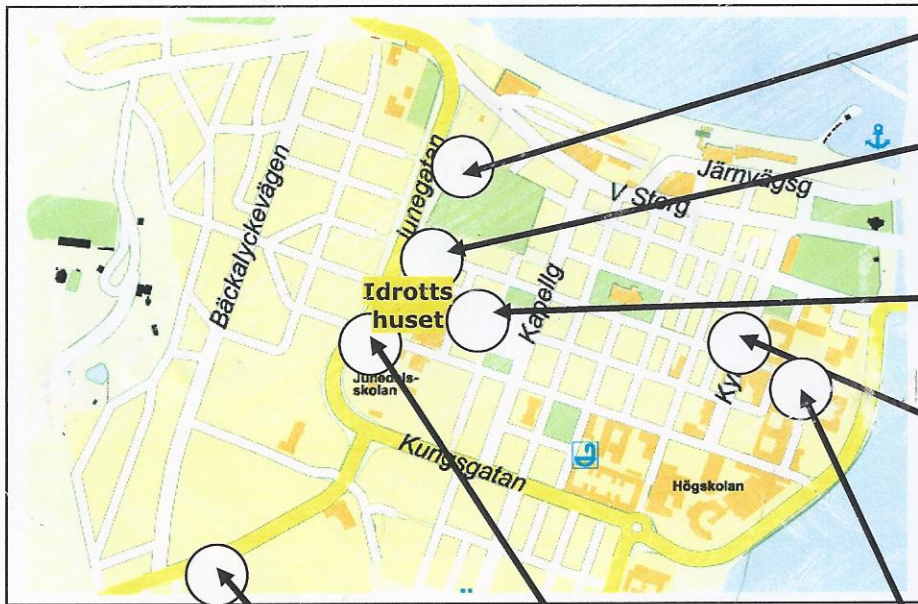 Järnvägsg
V Storg
Junegatan
Bäckalyckevägen
Idrotts
huset
Kapellg
Junedals-
skolan
Kungsgatan
Högskolan